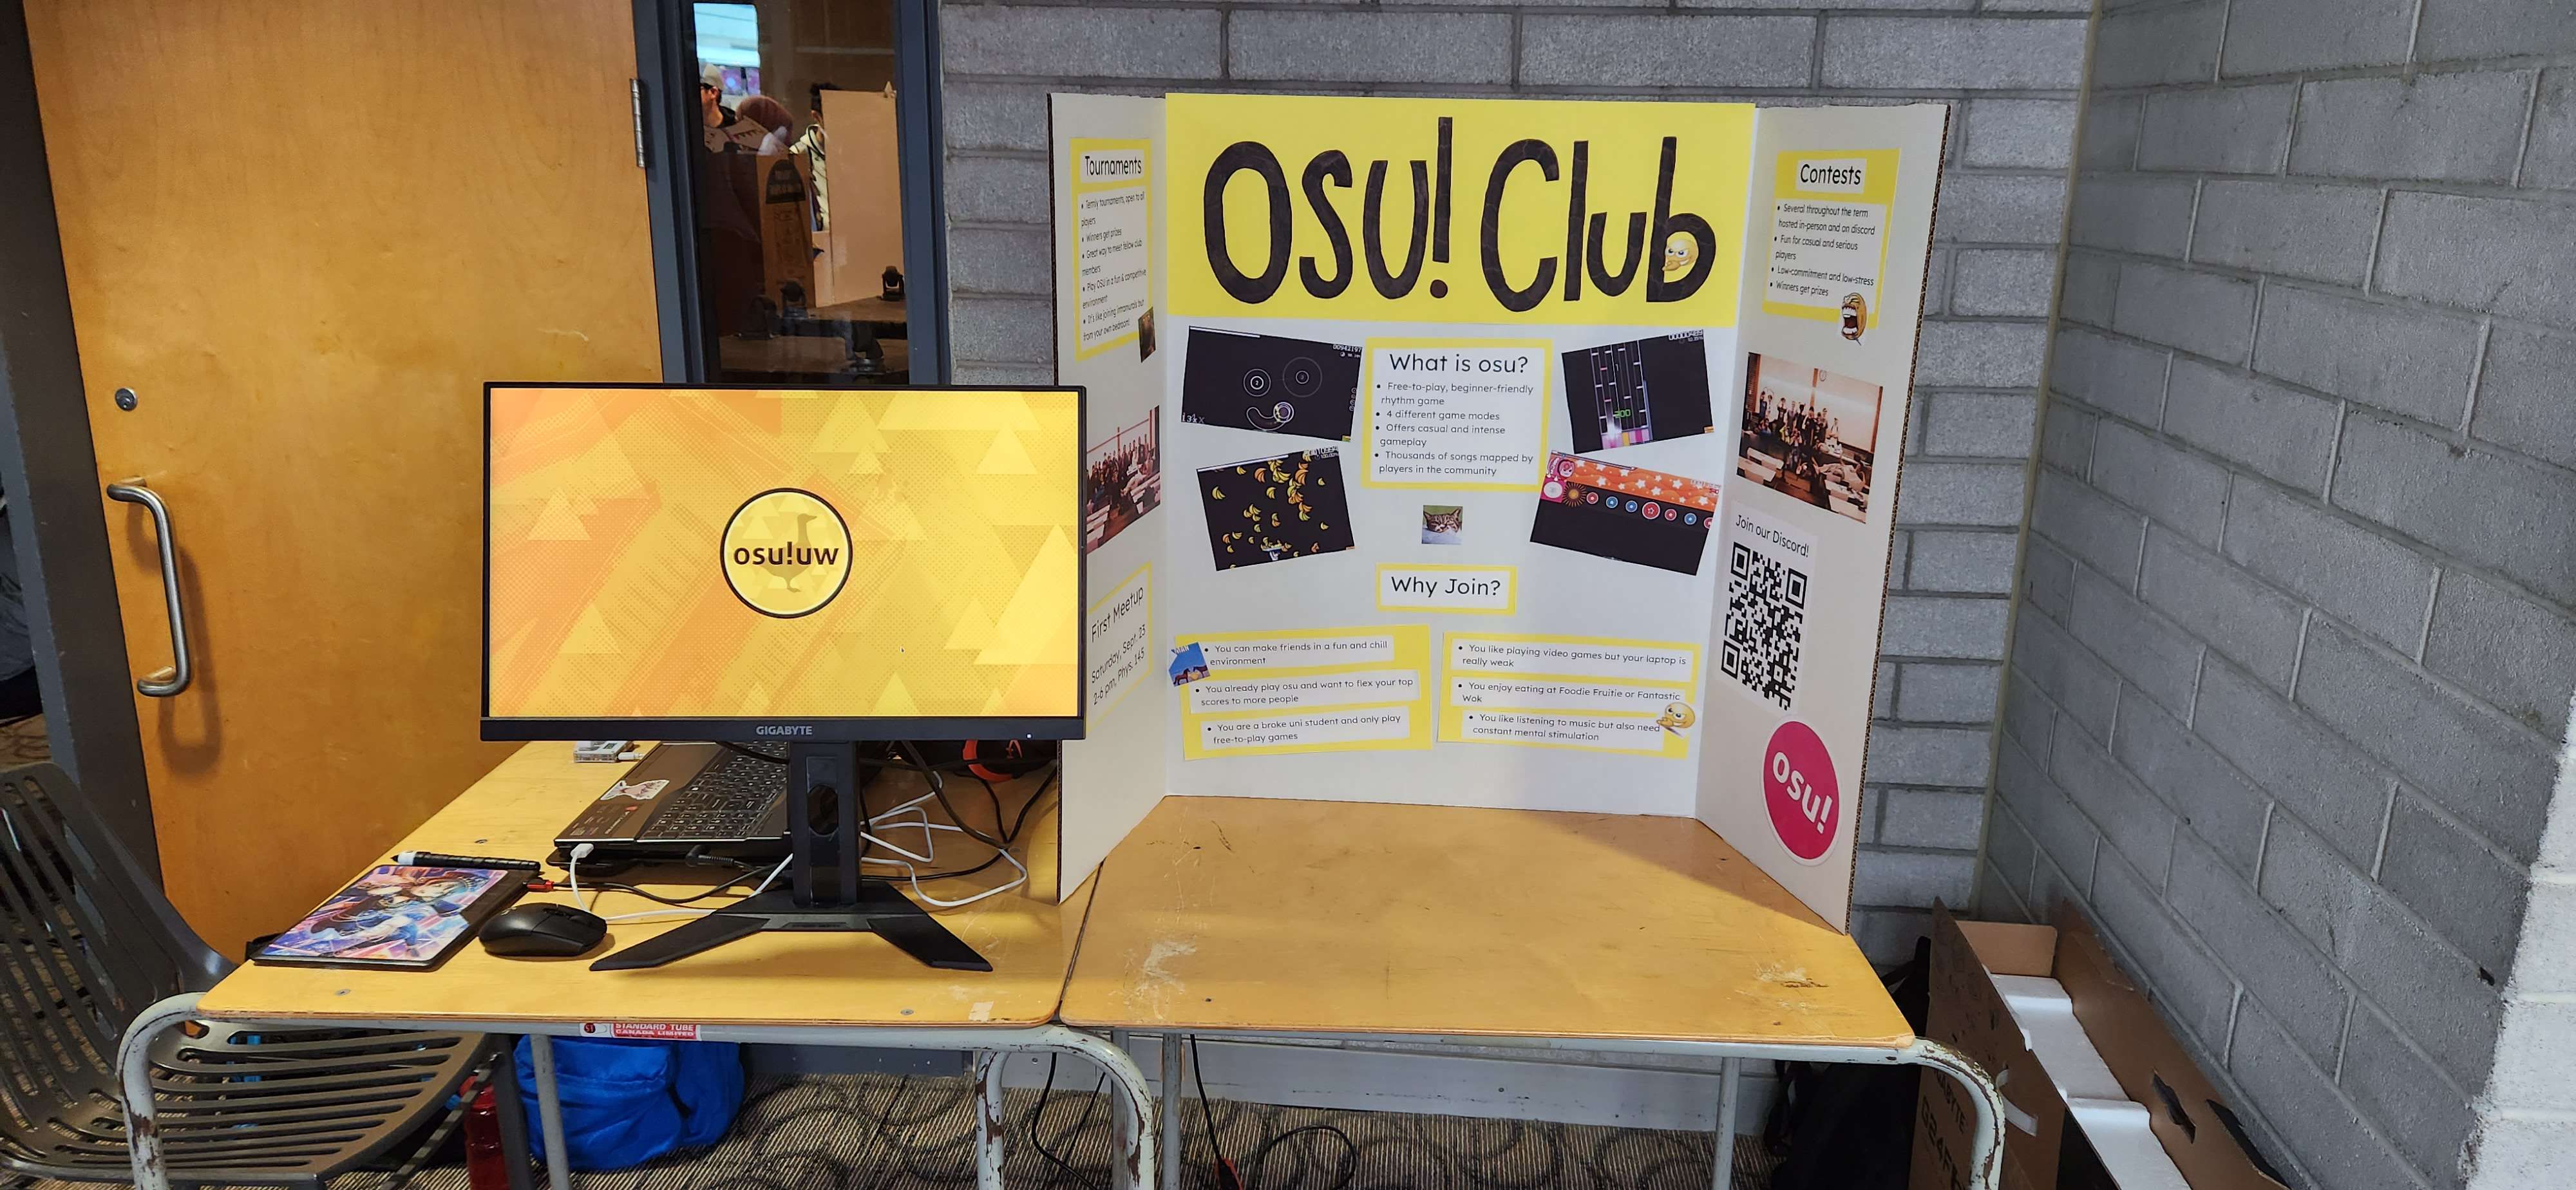 Tournaments
• Termly tournaments, open to all
players
• Winners get prizes
• Great way to meet fellow club
members
• Play OSU in a fun & competitive
environment
• It's like joining intramurals but
from your own bedroom!
First Meetup
Saturday, Sept. 23
2-6 pm, Phys. 145
Osu! Club
What is osu?
• Free-to-play, beginner-friendly
rhythm game
• 4 different game modes
• Offers casual and intense
gameplay
• Thousands of songs mapped by
players in the community
300
Why Join?
• You can make friends in a fun and chill
environment
• You already play osu and want to flex your top
scores to more people
• You are a broke uni student and only play
free-to-play games
• You like playing video games but your laptop is
really weak
• You enjoy eating at Foodie Fruitie or Fantastic
Wok
• You like listening to music but also need
constant mental stimulation
Contests
• Several throughout the term
hosted in-person and on discord
• Fun for casual and serious
players
• Low-commitment and low-stress
• Winners get prizes
Join our Discord!
osu!
osu!uw
GIGABYTE
STANDARD TUBE
CANADA LIMITED